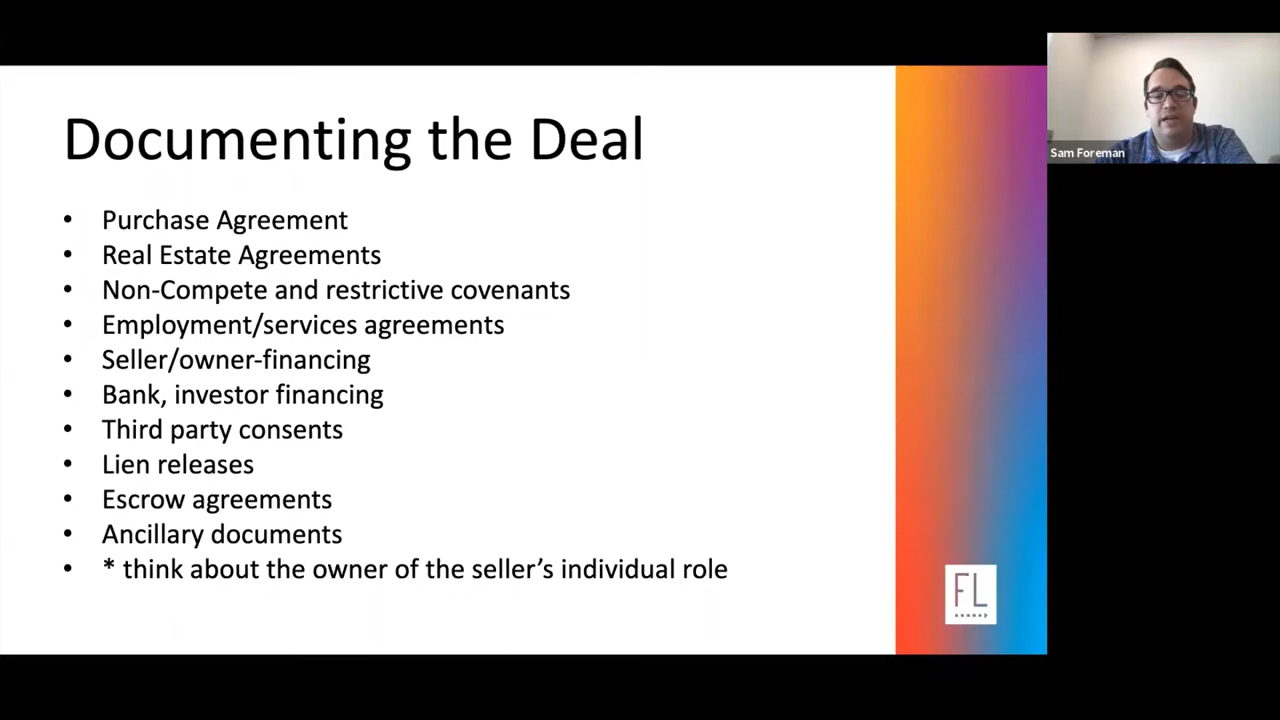 Documenting the Deal
• Purchase Agreement
• Real Estate Agreements
• Non-Compete and restrictive covenants
• Employment/services agreements
• Seller/owner-financing
• Bank, investor financing
• Third party consents
• Lien releases
• Escrow agreements
• Ancillary documents
• * think about the owner of the seller’s individual role
Sam Foreman
FL